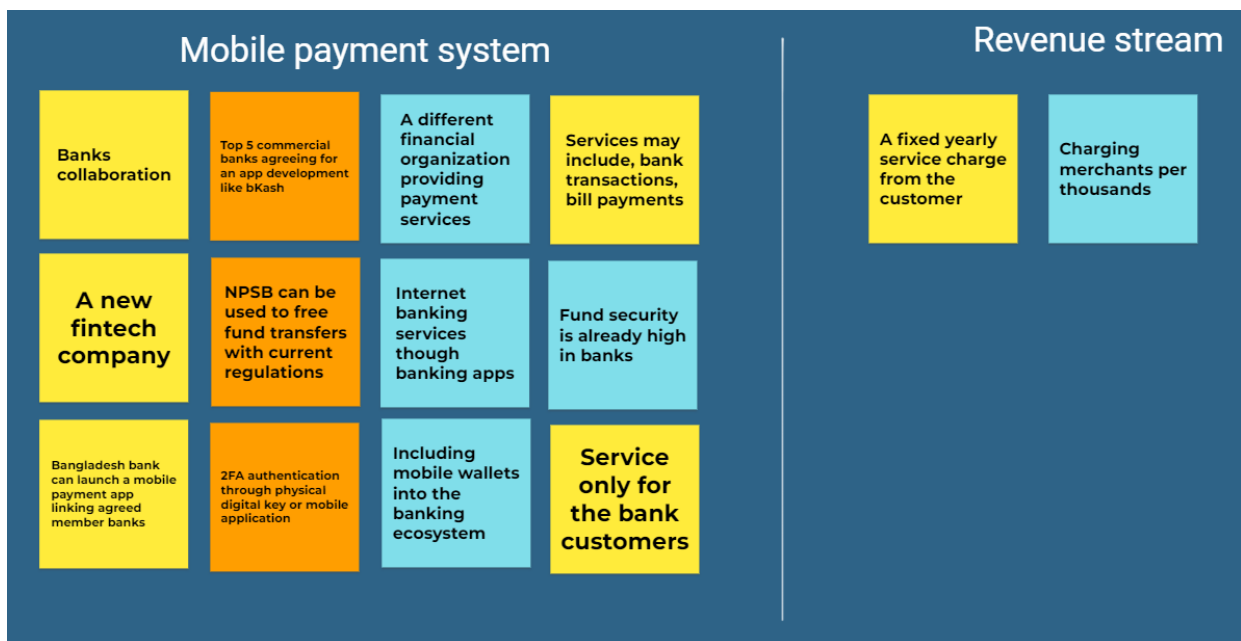 Mobile payment system
Revenue stream
Banks
collaboration
Top 5 commercial
banks agreeing for
an app development
like bKash
A different
financial
organization
providing
payment
services
Services may
include, bank
transactions,
bill payments
A fixed yearly
service charge
from the
customer
Charging
merchants per
thousands
A new
fintech
company
NPSB can be
used to free
fund transfers
with current
regulations
Internet
banking
services
though
banking apps
Fund security
is already high
in banks
Bangladesh bank
can launch a mobile
payment app
linking agreed
member banks
2FA authentication
through physical
digital key or mobile
application
Including
mobile wallets
into the
banking
ecosystem
Service
only for
the bank
customers